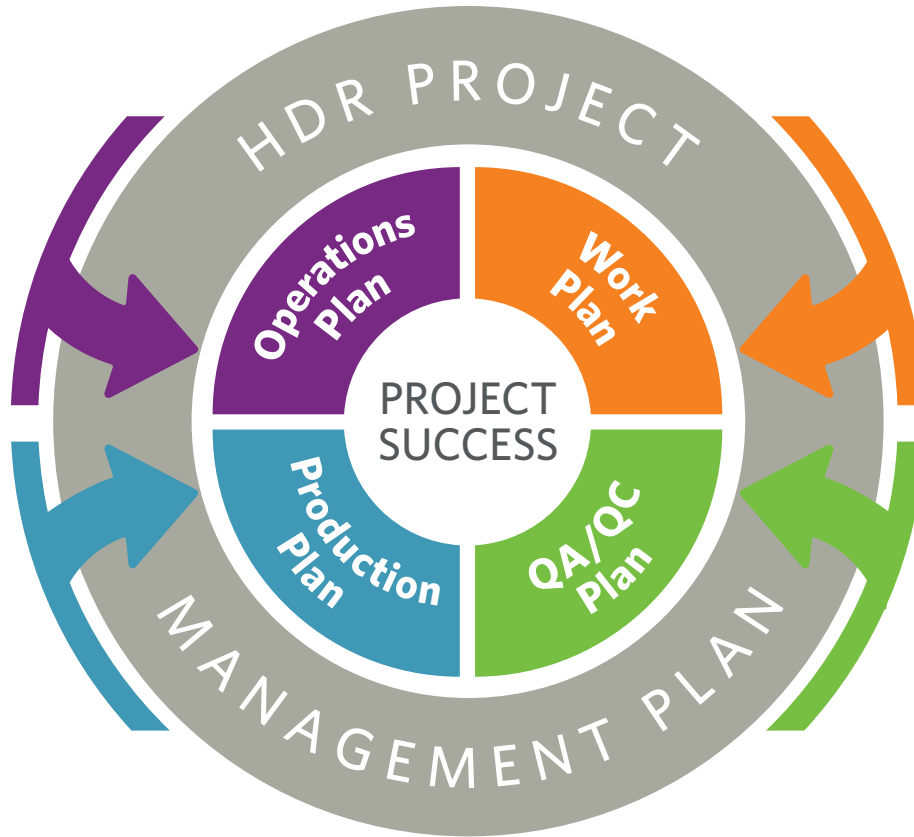 HDR PROJECT
Operations
Plan
Work
Plan
PROJECT
SUCCESS
Production
Plan
QA/QC
Plan
MANAGEMENT PLAN